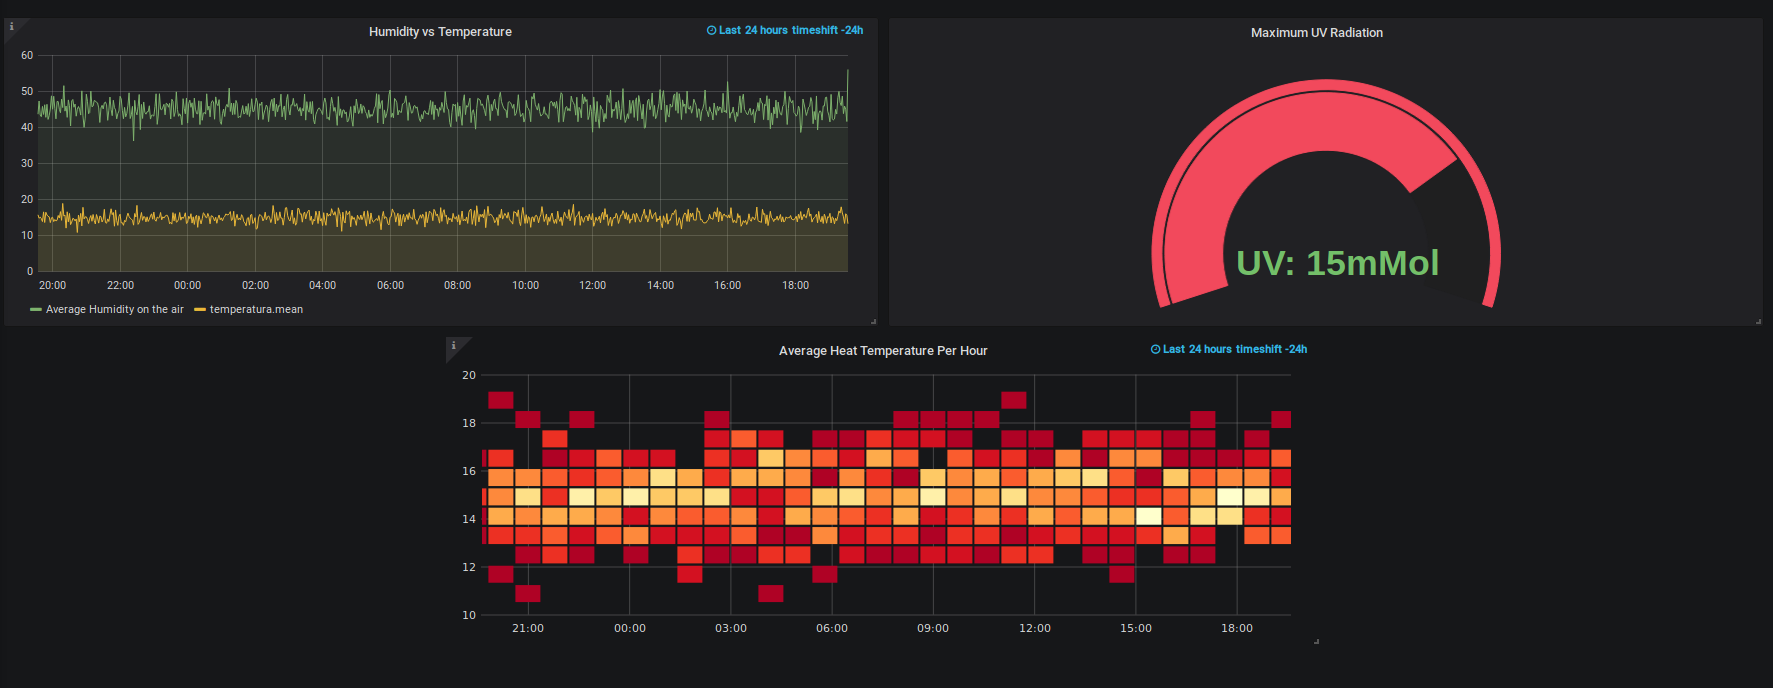 i
Humidity vs Temperature
Last 24 hours timeshift -24h
60
50
40
30
20
10
0
20:00 22:00 00:00 02:00 04:00 06:00 08:00 10:00 12:00 14:00 16:00 18:00
Average Humidity on the air temperatura.mean
Maximum UV Radiation
UV: 15mMol
i
Average Heat Temperature Per Hour
Last 24 hours timeshift -24h
20
18
16
14
12
10
21:00 00:00 03:00 06:00 09:00 12:00 15:00 18:00